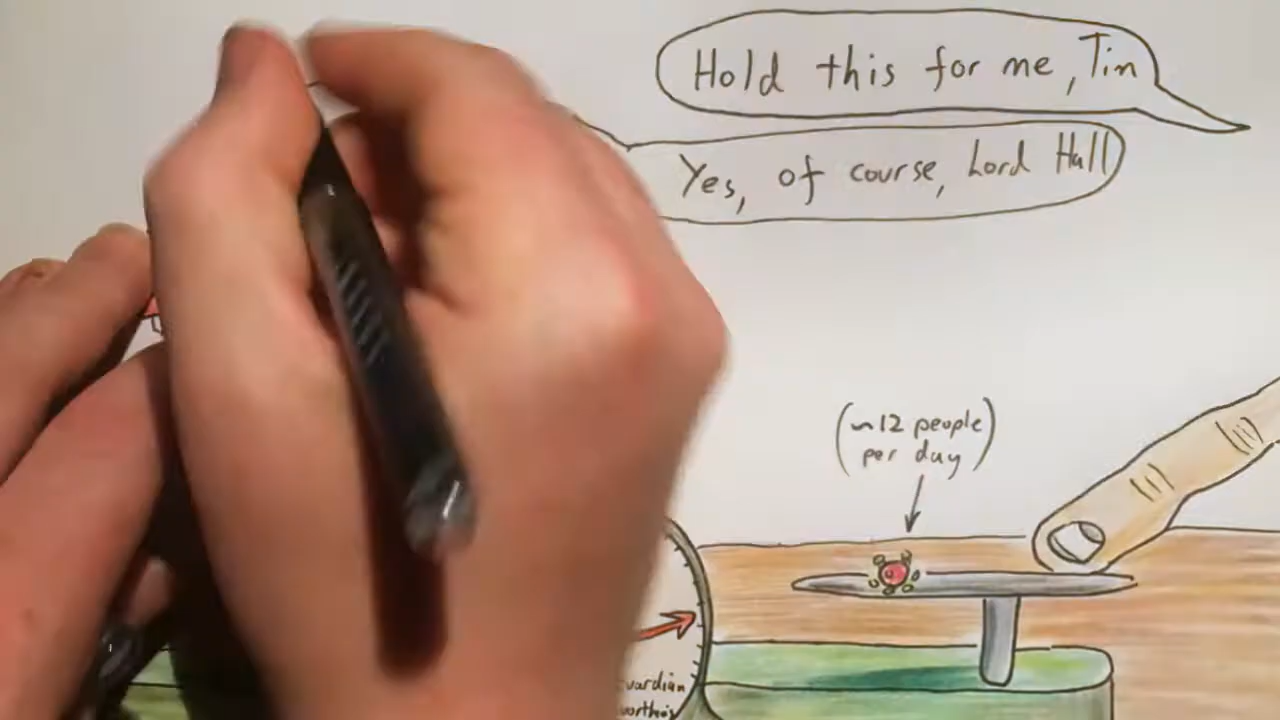 Hold this for me, Tim
Yes, of course, Lord Hall
(~12 people
per day)